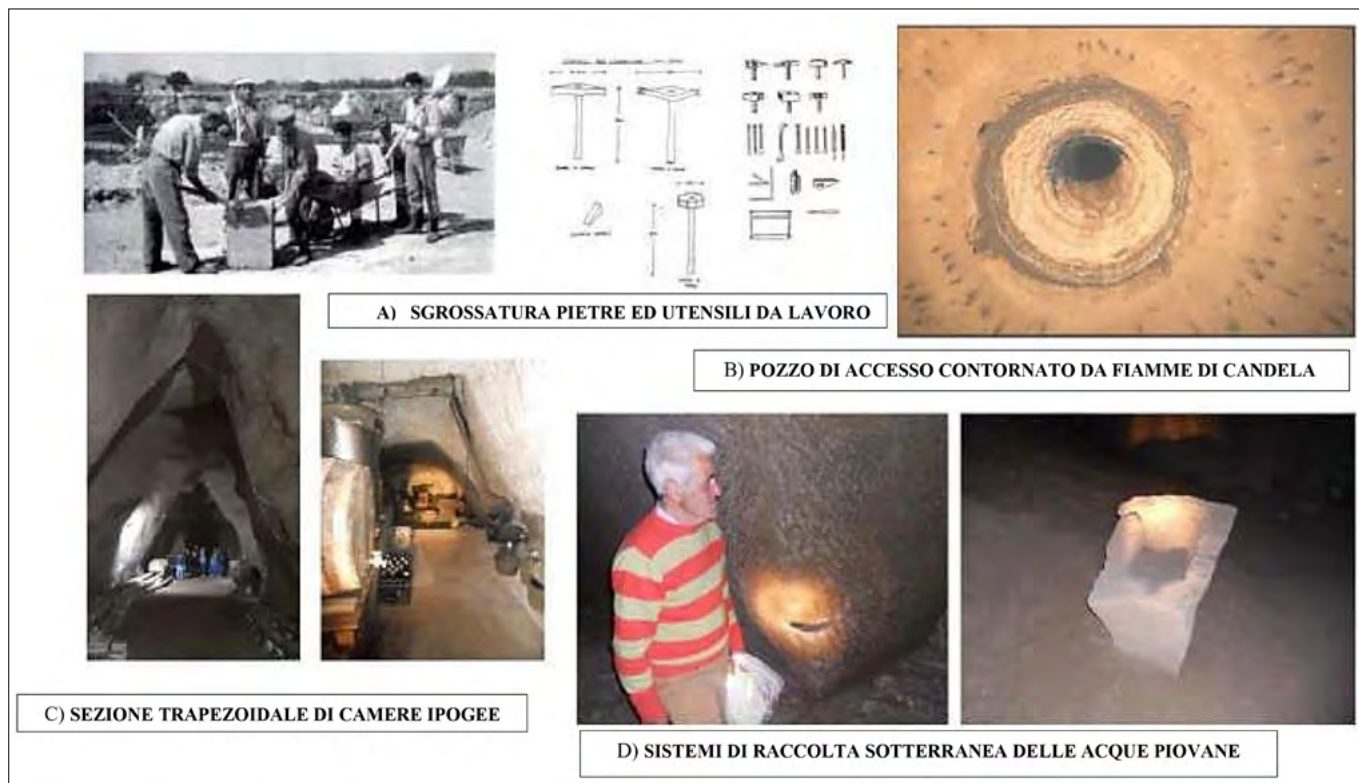 A) SGROSSATURA PIETRE ED UTENSILI DA LAVORO
B) POZZO DI ACCESSO CONTORNATO DA FIAMME DI CANDELA
C) SEZIONE TRAPEZOIDALE DI CAMERE IPOGEE
D) SISTEMI DI RACCOLTA SOTTERRANEA DELLE ACQUE PIOVANE